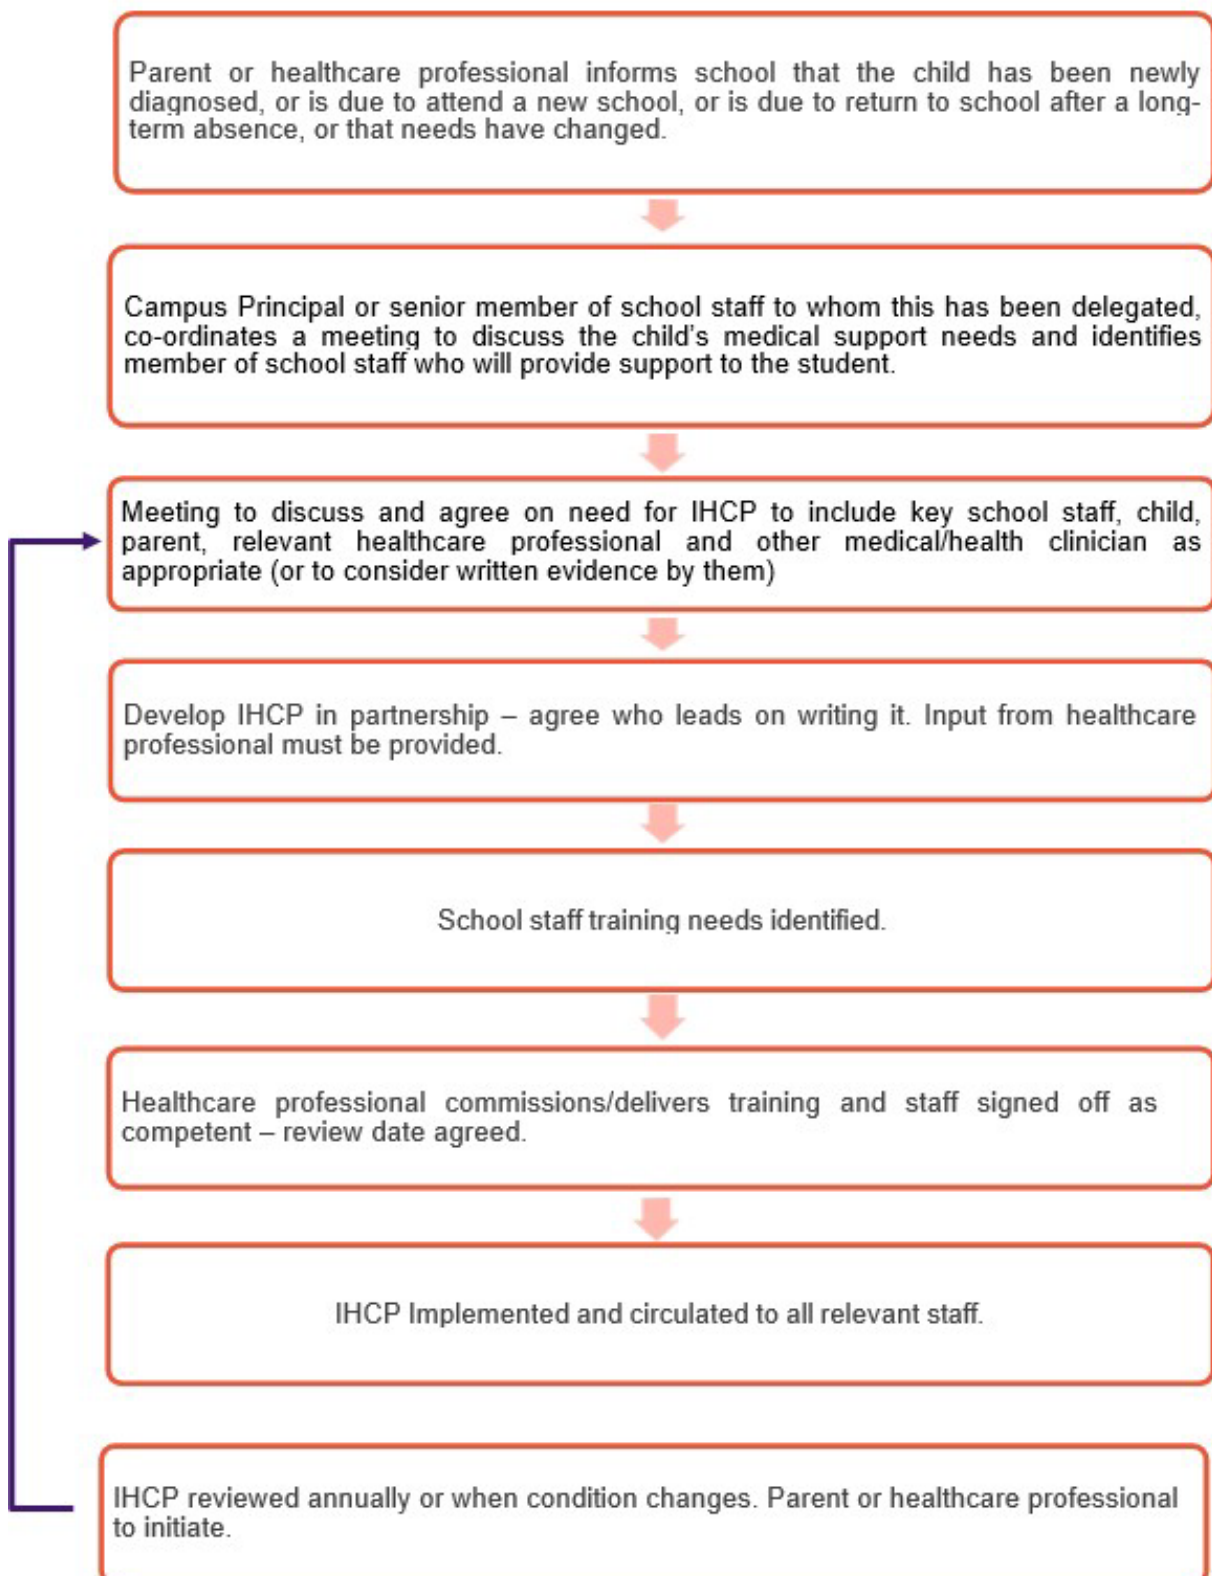 Parent or healthcare professional informs school that the child has been newly
diagnosed, or is due to attend a new school, or is due to return to school after a long-
term absence, or that needs have changed.
Campus Principal or senior member of school staff to whom this has been delegated,
co-ordinates a meeting to discuss the child's medical support needs and identifies
member of school staff who will provide support to the student.
Meeting to discuss and agree on need for IHCP to include key school staff, child,
parent, relevant healthcare professional and other medical/health clinician as
appropriate (or to consider written evidence by them)
Develop IHCP in partnership – agree who leads on writing it. Input from healthcare
professional must be provided.
School staff training needs identified.
Healthcare professional commissions/delivers training and staff signed off as
competent – review date agreed.
IHCP Implemented and circulated to all relevant staff.
IHCP reviewed annually or when condition changes. Parent or healthcare professional
to initiate.